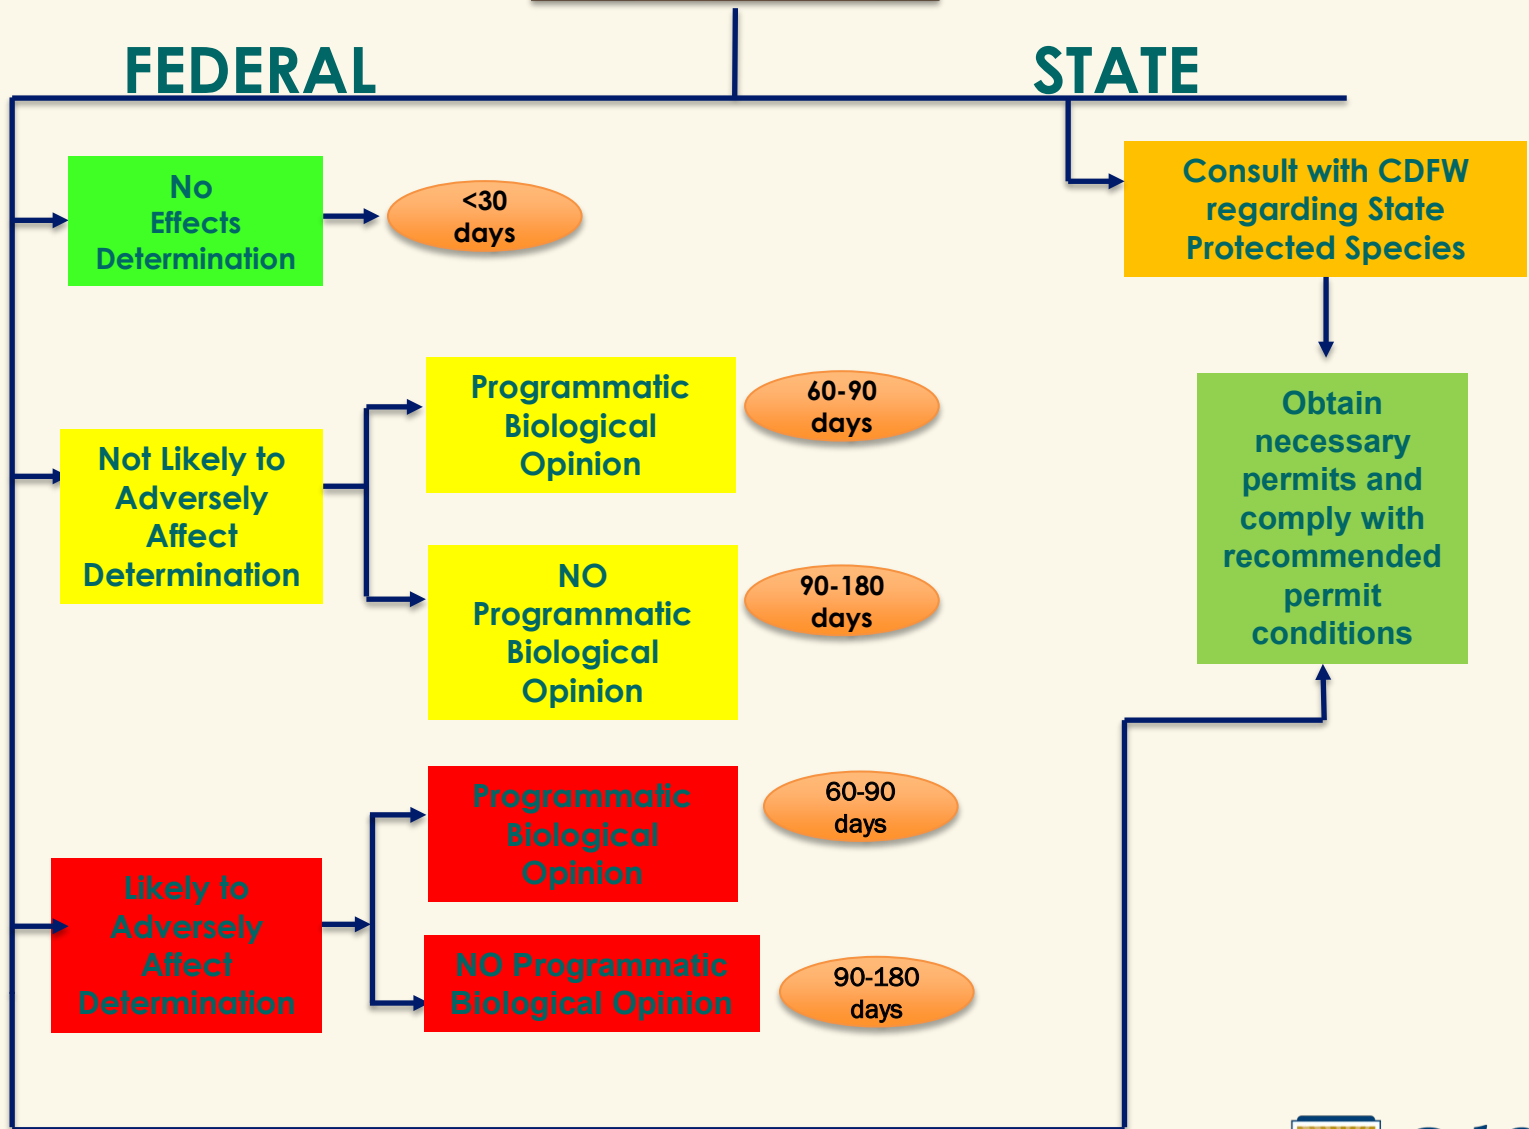 FEDERAL
STATE
No
Effects
Determination
<30
days
Consult with CDFW
regarding State
Protected Species
Programmatic
Biological
Opinion
60-90
days
Not Likely to
Adversely
Affect
Determination
NO
Programmatic
Biological
Opinion
90-180
days
Obtain
necessary
permits and
comply with
recommended
permit
conditions
Programmatic
Biological
Opinion
60-90
days
Likely to
Adversely
Affect
Determination
NO Programmatic
Biological Opinion
90-180
days